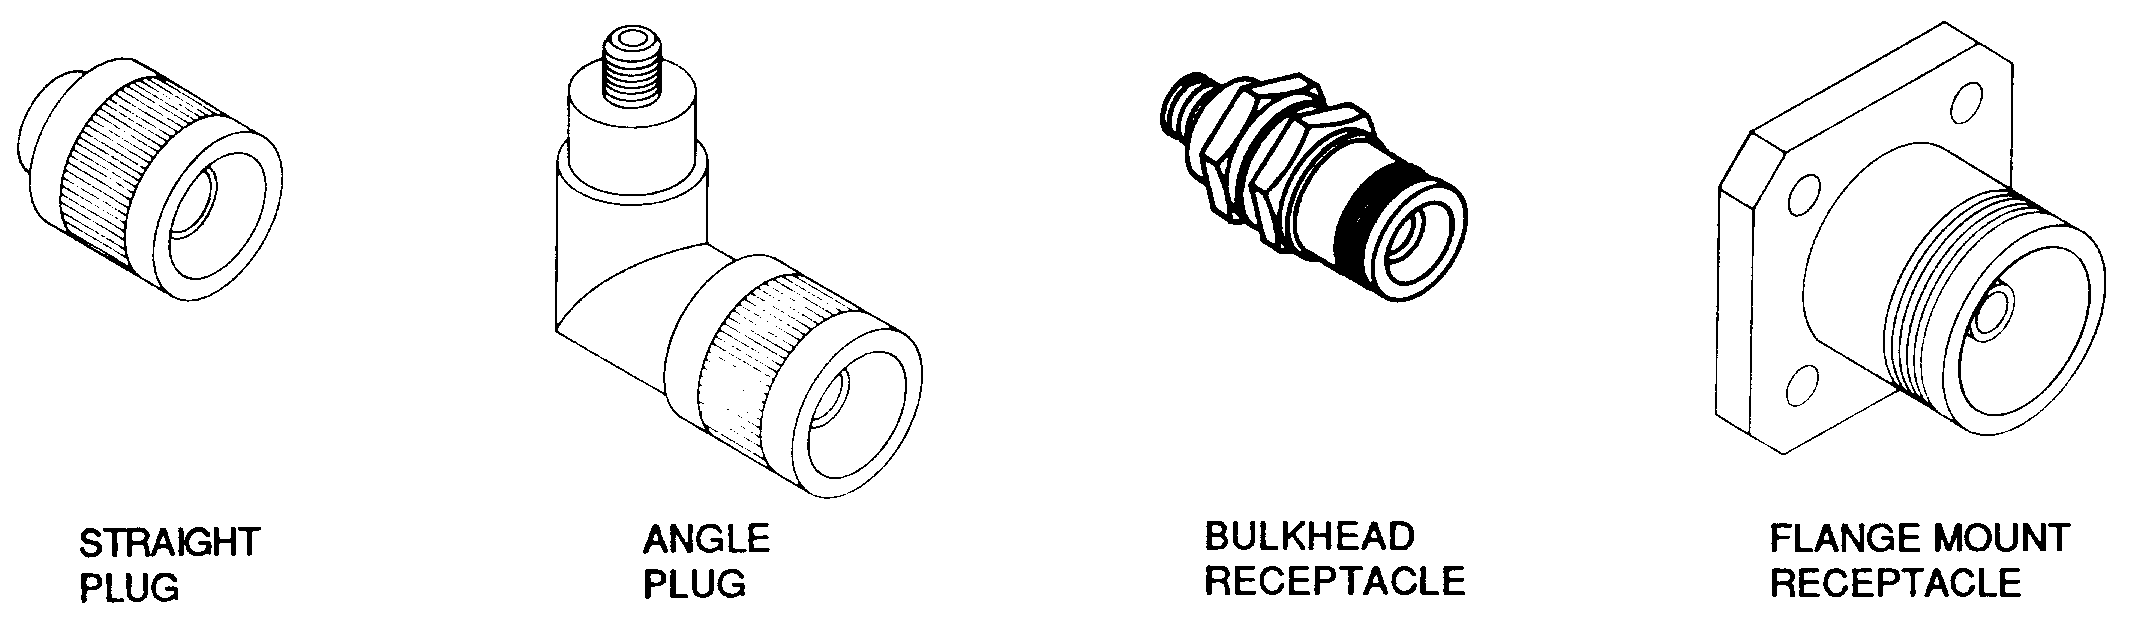 STRAIGHT
PLUG
ANGLE
PLUG
BULKHEAD
RECEPTACLE
FLANGE MOUNT
RECEPTACLE